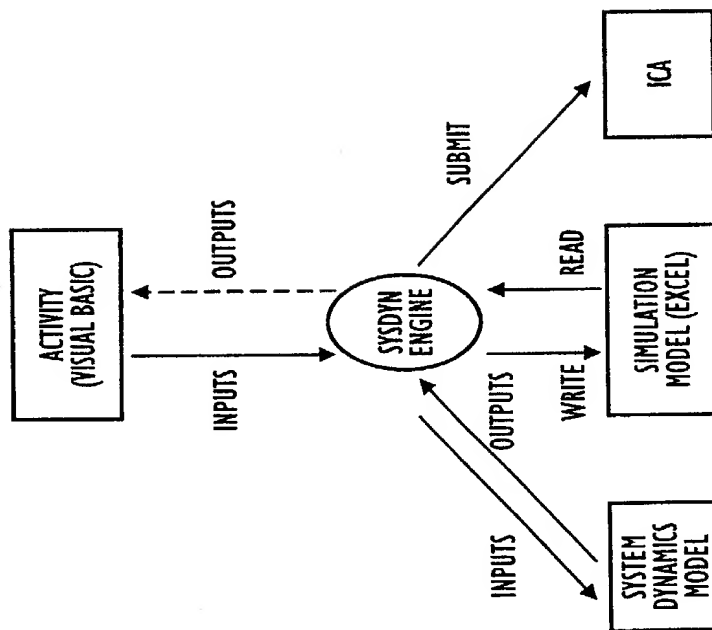 ACTIVITY
(VISUAL BASIC)
INPUTS
OUTPUTS
SYSDYN
ENGINE
INPUTS
OUTPUTS
WRITE
READ
SUBMIT
SYSTEM
DYNAMICS
MODEL
SIMULATION
MODEL (EXCEL)
ICA